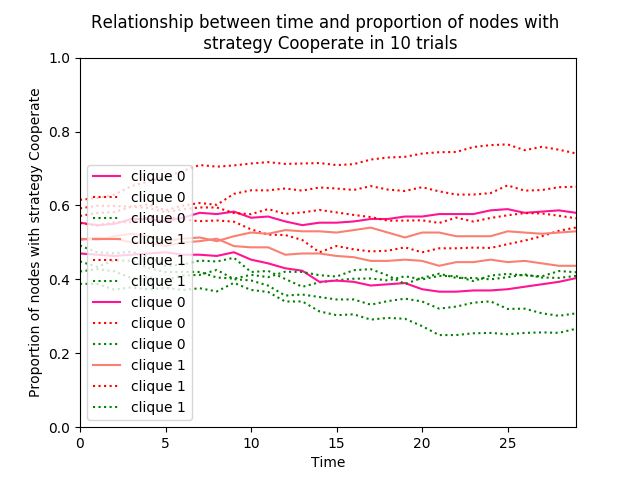 Relationship between time and proportion of nodes with
strategy Cooperate in 10 trials
Proportion of nodes with strategy Cooperate
1.0
0.8
0.6
0.4
0.2
0.0
clique 0
clique 0
clique 0
clique 1
clique 1
clique 1
clique 0
clique 0
clique 0
clique 1
clique 1
clique 1
0 5 10 15 20 25
Time